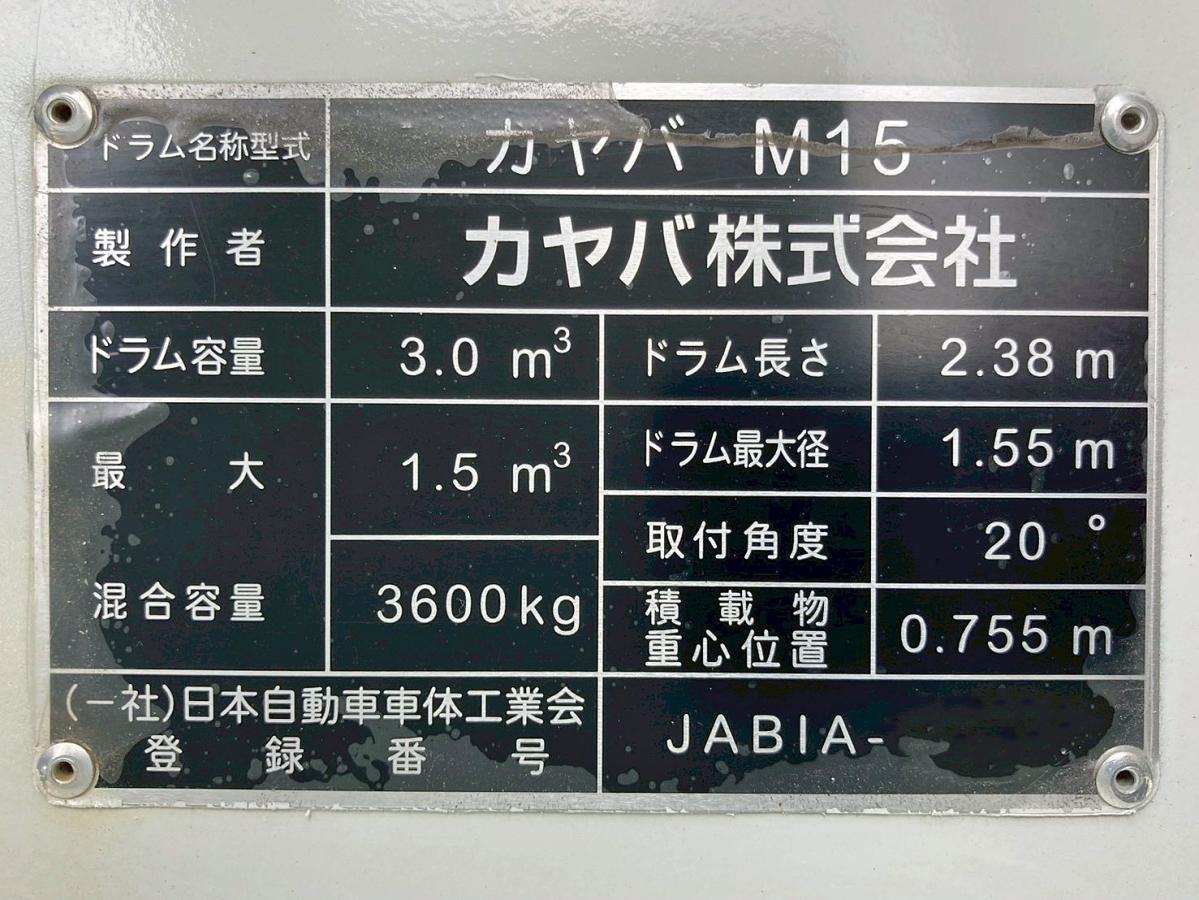 ドラム名称型式 カヤバ M15
製作者 カヤバ株式会社
ドラム容量 3.0 m³ ドラム長さ 2.38 m
最大 1.5 m³ ドラム最大径 1.55 m
取付角度 20°
混合容量 3600kg 積載物
重心位置 0.755 m
(一社)日本自動車車体工業会
登録番号 JABIA-